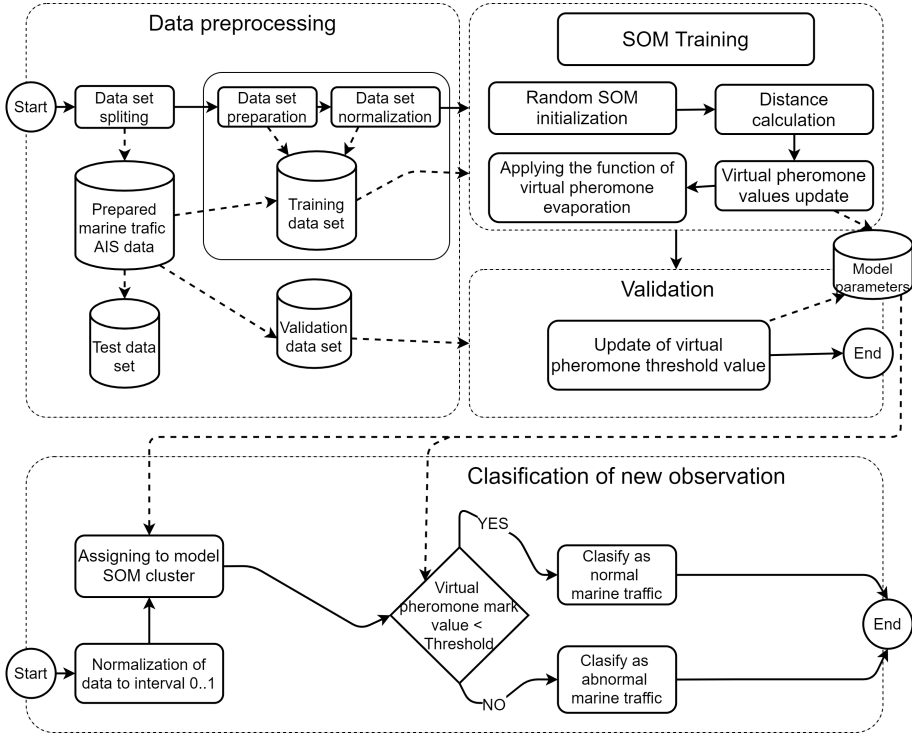 Data preprocessing
Start
Data set
spliting
Data set
preparation
Data set
normalization
Prepared
marine trafic
AIS data
Training
data set
Test data
set
Validation
data set
SOM Training
Random SOM
initialization
Distance
calculation
Applying the function of
virtual pheromone
evaporation
Virtual pheromone
values update
Model
parameters
Validation
Update of virtual
pheromone threshold value
End
Clasification of new observation
Assigning to model
SOM cluster
Start
Normalization of
data to interval 0..1
Virtual
pheromone mark
value <
Threshold
YES
NO
Clasify as
normal
marine traffic
Clasify as
abnormal
marine traffic
End